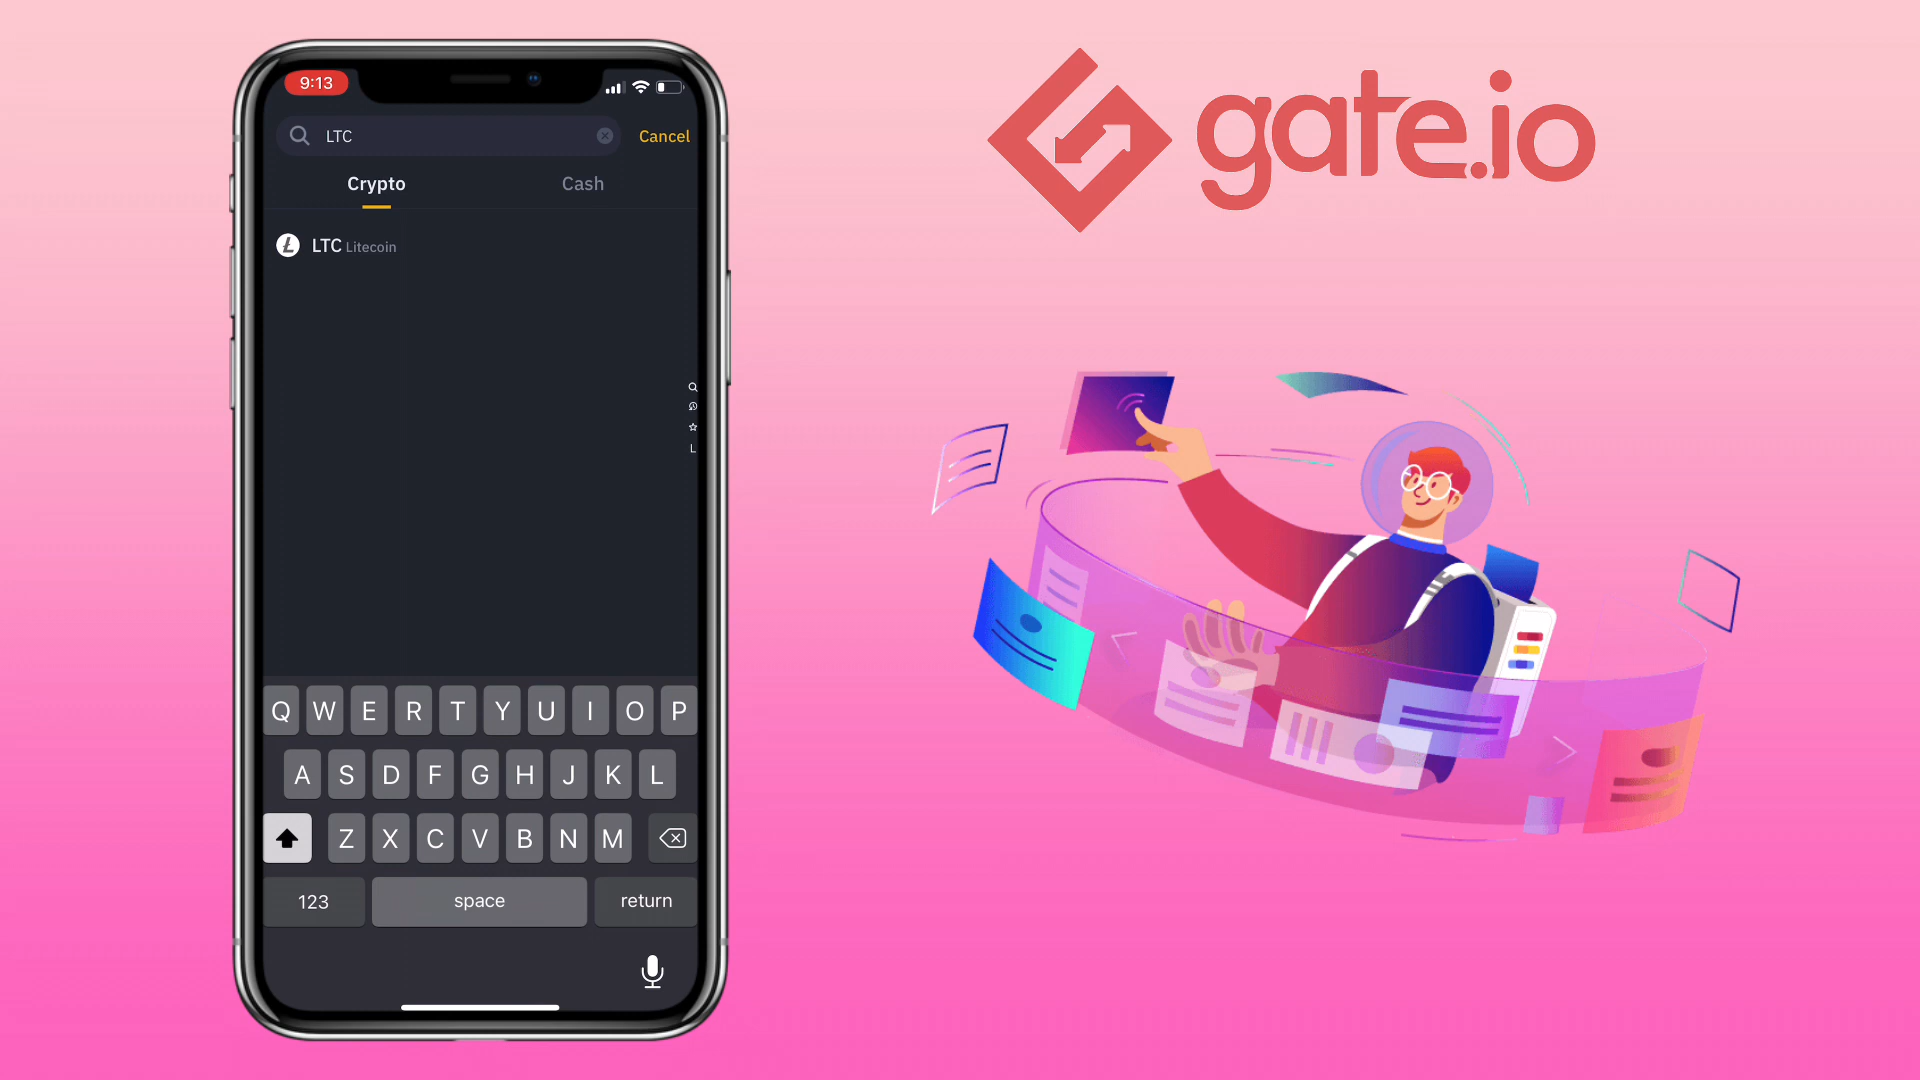 9:13
LTC
Cancel
Crypto
Cash
LTC Litecoin
L
Q W E R T Y U I O P
A S D F G H J K L
Z X C V B N M
123
space
return
gate.io